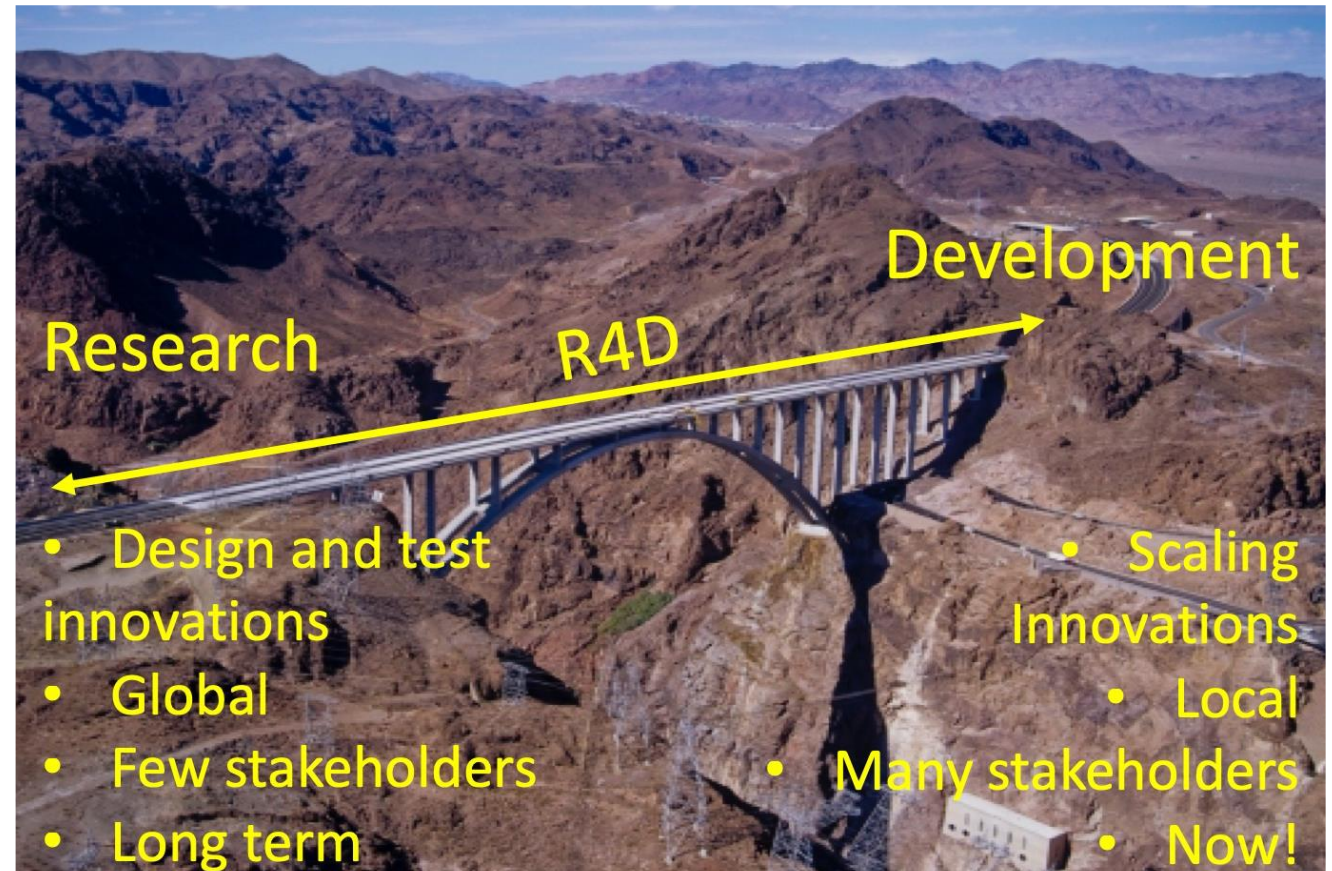 Development
Research
R4D
• Design and test
innovations
• Global
• Few stakeholders
• Long term
• Scaling
Innovations
• Local
• Many stakeholders
• Now!